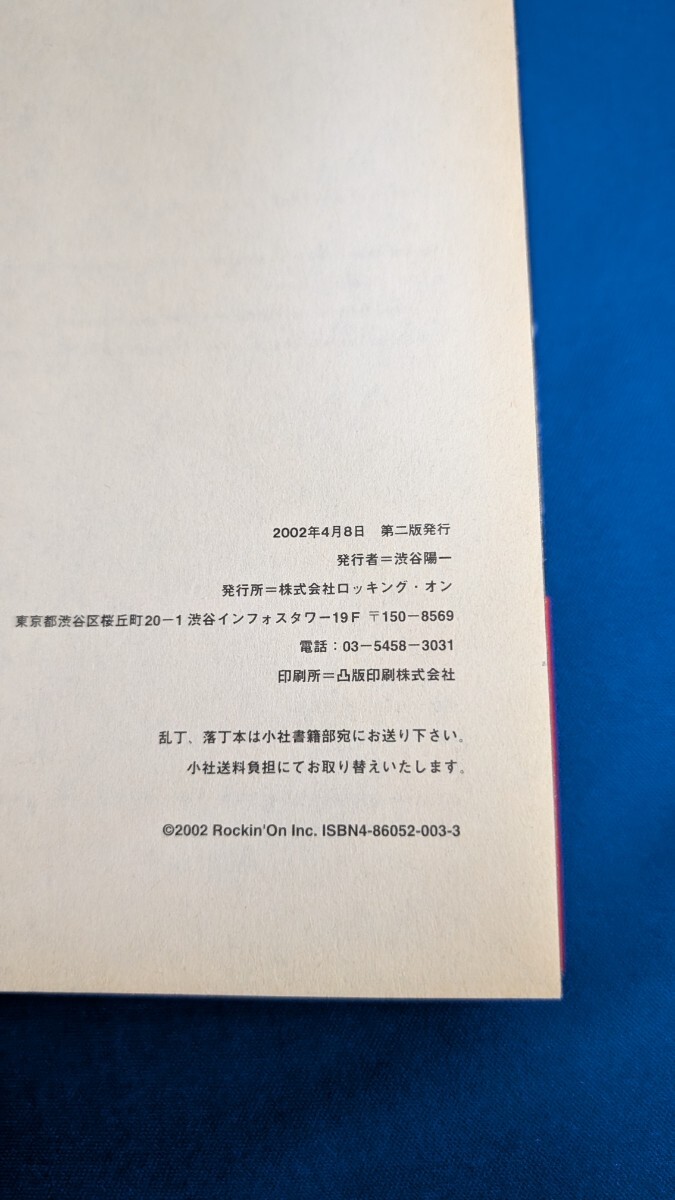 2002年4月8日　第二版発行
発行者＝渋谷陽一
発行所＝株式会社ロッキング・オン
東京都渋谷区桜丘町20−1 渋谷インフォスタワー19F 〒150−8569
電話：03−5458−3031
印刷所＝凸版印刷株式会社
乱丁、落丁本は小社書籍部宛にお送り下さい。
小社送料負担にてお取り替えいたします。
©2002 Rockin'On Inc. ISBN4-86052-003-3